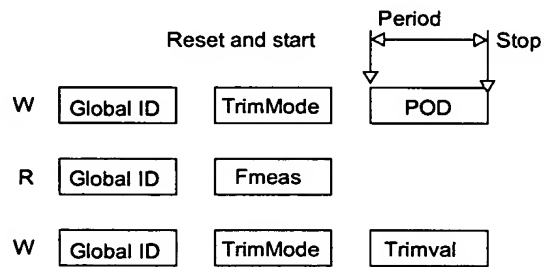 Period
Reset and start Stop
W Global ID TrimMode POD
R Global ID Fmeas
W Global ID TrimMode Trimval